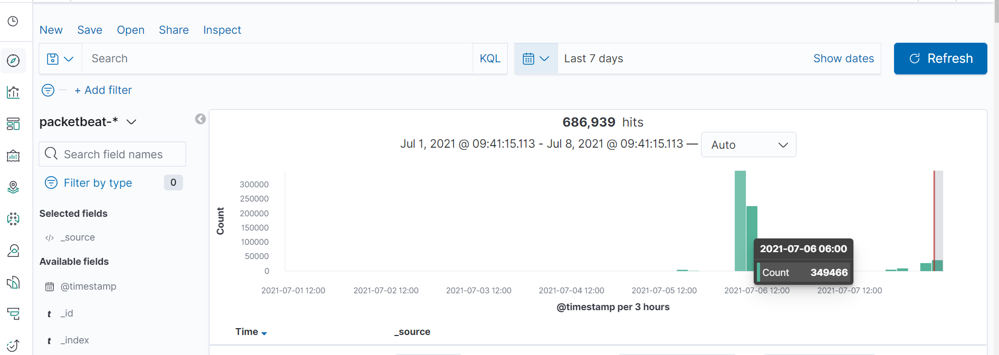 New Save Open Share Inspect
Search KQL Last 7 days Show dates Refresh
+ Add filter
packetbeat-*
Search field names
Filter by type 0
Selected fields
_source
Available fields
@timestamp
t _id
t _index
686,939 hits
Jul 1, 2021 @ 09:41:15.113 - Jul 8, 2021 @ 09:41:15.113 — Auto
Count
300000
250000
200000
150000
100000
50000
0
2021-07-06 06:00
Count 349466
2021-07-01 12:00 2021-07-02 12:00 2021-07-03 12:00 2021-07-04 12:00 2021-07-05 12:00 2021-07-06 12:00 2021-07-07 12:00
@timestamp per 3 hours
Time _source